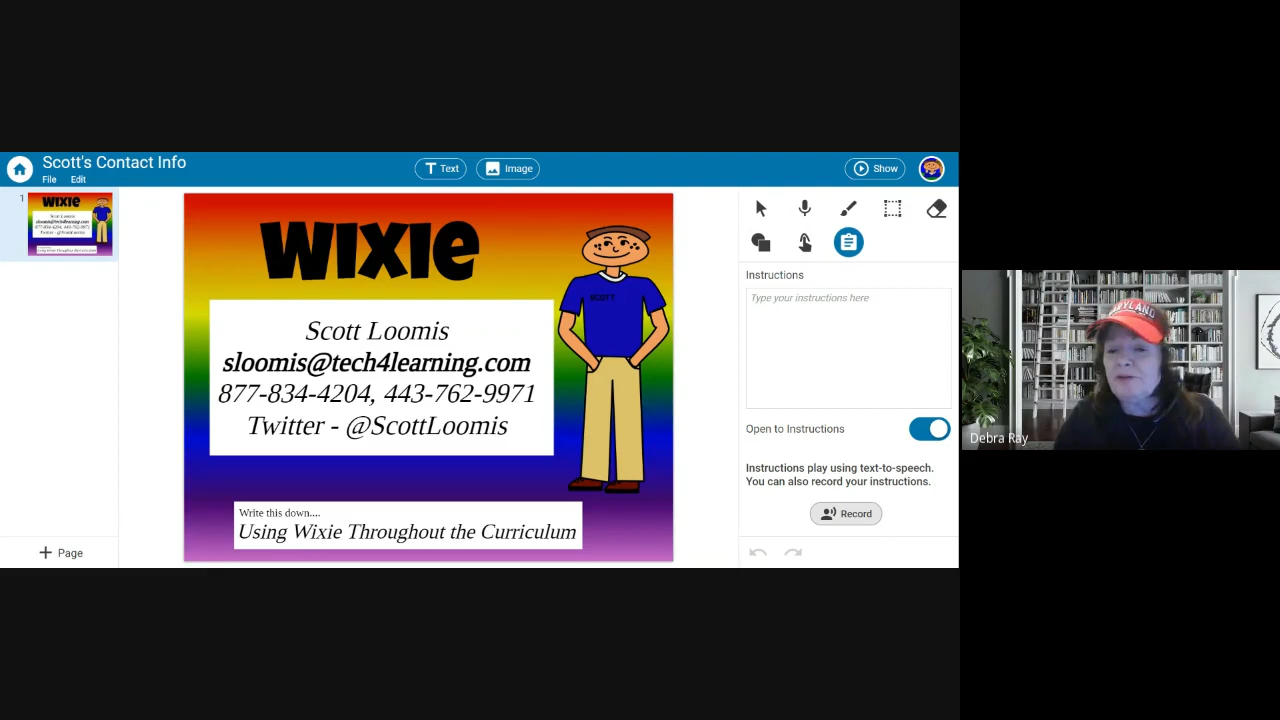 Scott's Contact Info
File Edit
Text
Image
Show
1
Wixie
Scott Loomis
sloomis@tech4learning.com
877-834-4204, 443-762-9971
Twitter - @ScottLoomis
SCOTT
Write this down....
Using Wixie Throughout the Curriculum
Instructions
Type your instructions here
Open to Instructions
Instructions play using text-to-speech.
You can also record your instructions.
Record
Page
MARYLAND
Debra Ray